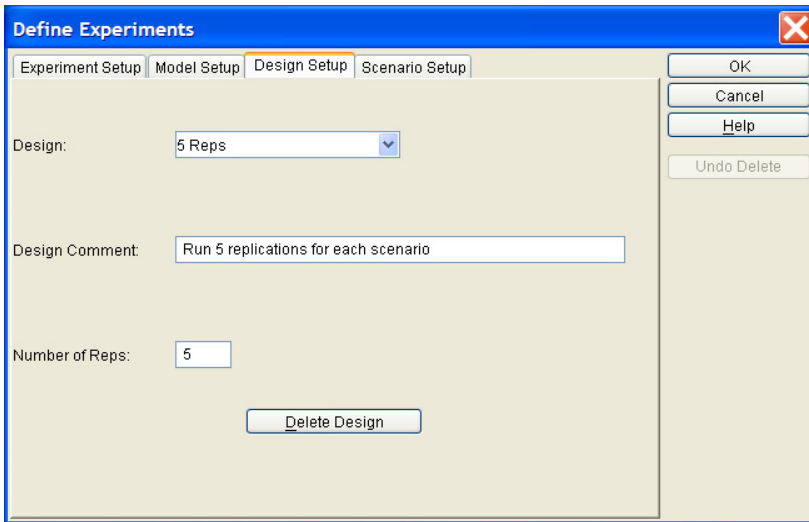 Define Experiments
Experiment Setup Model Setup Design Setup Scenario Setup
OK
Cancel
Help
Undo Delete
Design: 5 Reps
Design Comment: Run 5 replications for each scenario
Number of Reps: 5
Delete Design